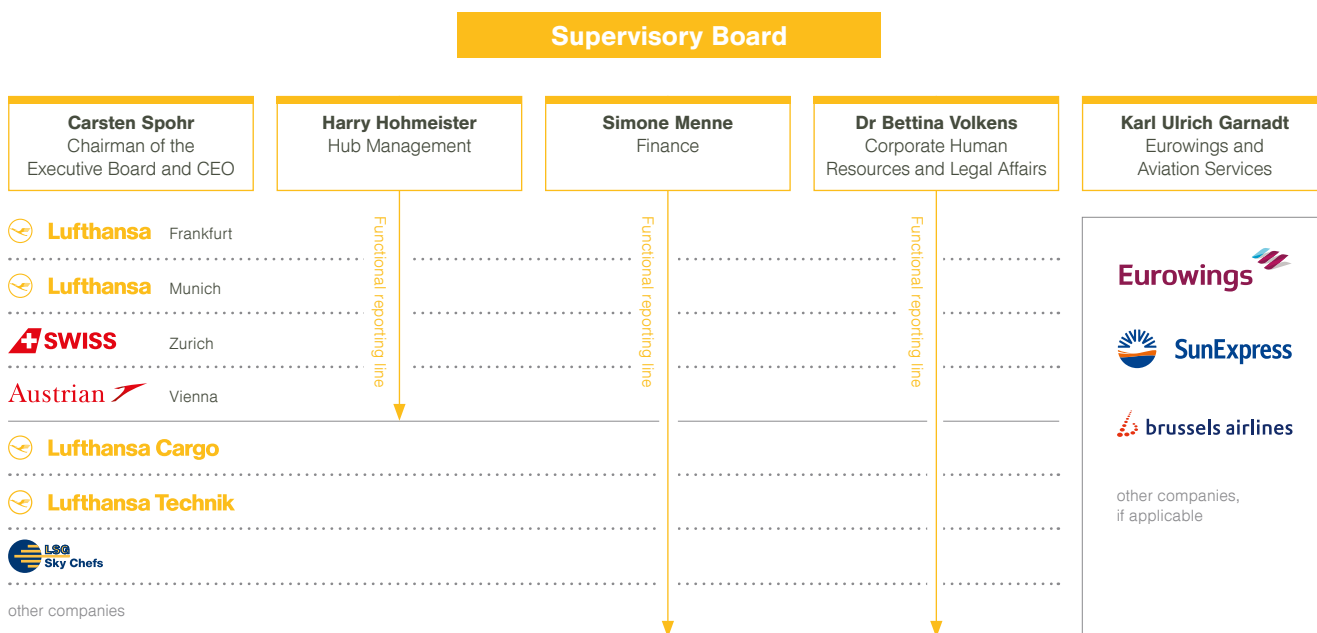 Supervisory Board
Carsten Spohr
Chairman of the
Executive Board and CEO
Harry Hohmeister
Hub Management
Simone Menne
Finance
Dr Bettina Volkens
Corporate Human
Resources and Legal Affairs
Karl Ulrich Garnadt
Eurowings and
Aviation Services
Functional reporting line
Functional reporting line
Functional reporting line
Lufthansa Frankfurt
Lufthansa Munich
SWISS Zurich
Austrian Vienna
Lufthansa Cargo
Lufthansa Technik
LSG
Sky Chefs
other companies
Eurowings
SunExpress
brussels airlines
other companies,
if applicable